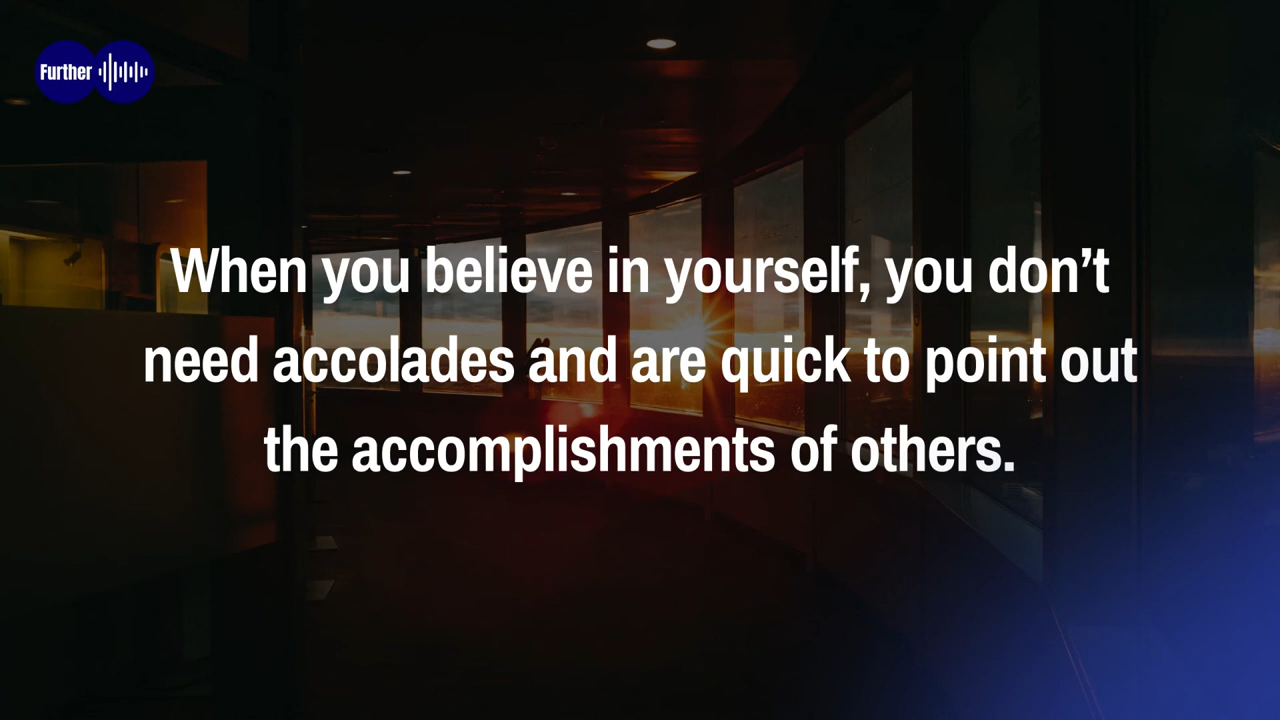 Further
When you believe in yourself, you don’t
need accolades and are quick to point out
the accomplishments of others.